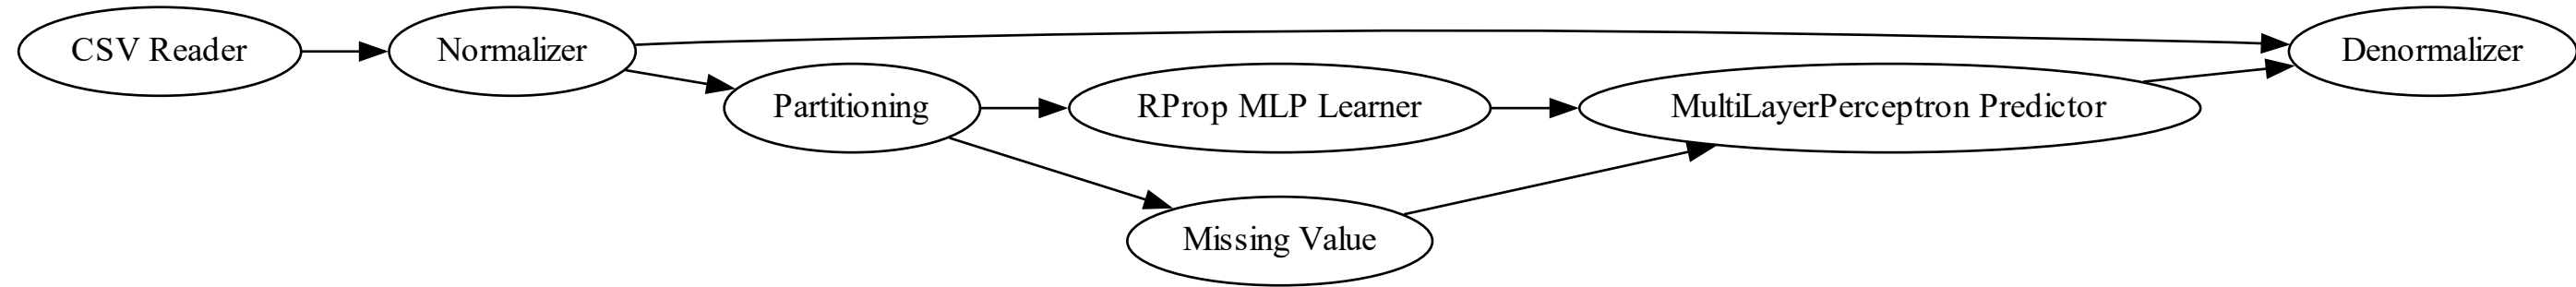 CSV Reader
Normalizer
Denormalizer
Partitioning
RProp MLP Learner
MultiLayerPerceptron Predictor
Missing Value